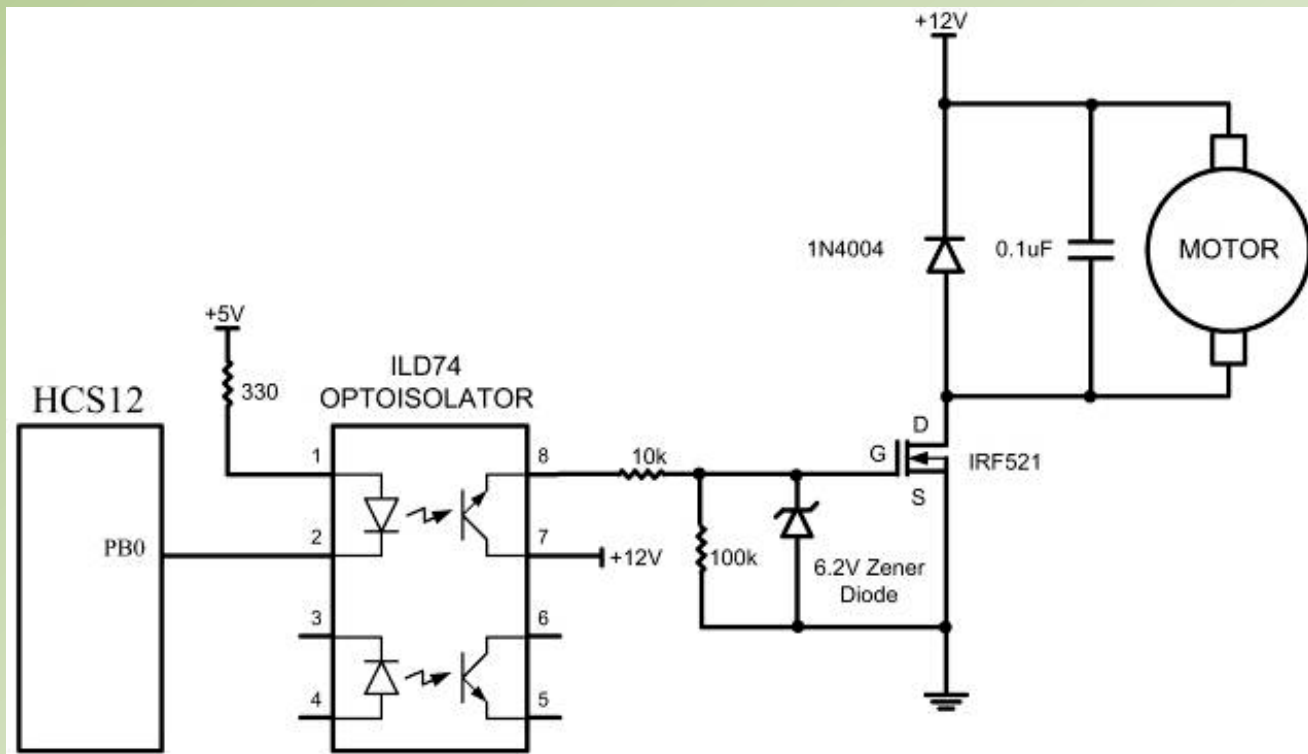 +12V
1N4004
0.1uF
MOTOR
+5V
330
ILD74
OPTOISOLATOR
HCS12
1
8
10k
D
G
IRF521
S
PB0
2
7
+12V
100k
6.2V Zener
Diode
3
6
4
5